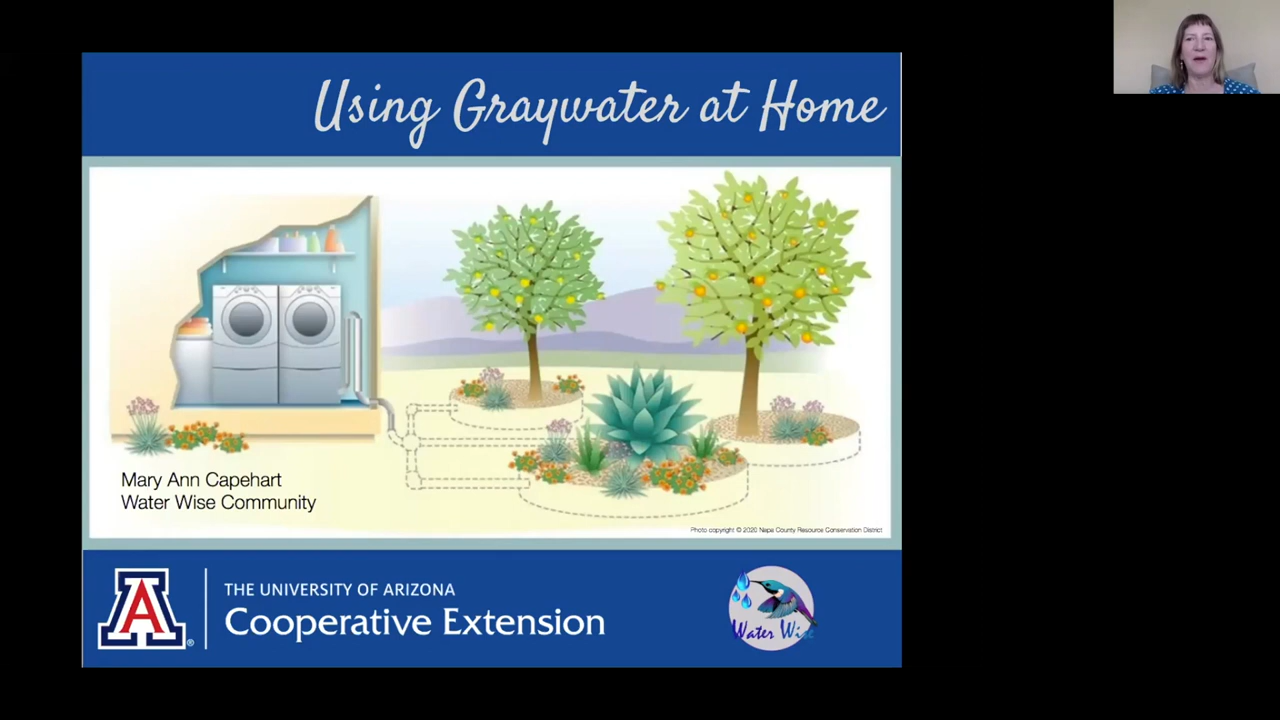 Using Graywater at Home
Mary Ann Capehart
Water Wise Community
Photo copyright © 2020 Napa County Resource Conservation District
A
®
THE UNIVERSITY OF ARIZONA
Cooperative Extension
Water Wise